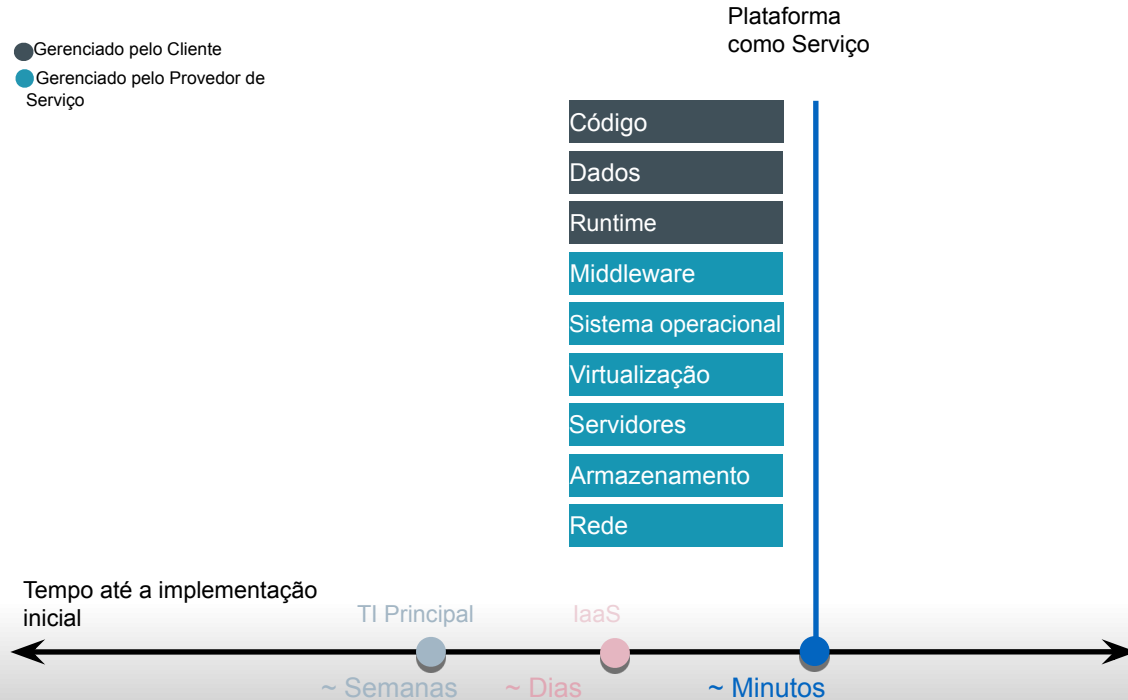 Plataforma
como Serviço
Gerenciado pelo Cliente
Gerenciado pelo Provedor de
Serviço
Código
Dados
Runtime
Middleware
Sistema operacional
Virtualização
Servidores
Armazenamento
Rede
Tempo até a implementação
inicial
TI Principal
IaaS
~ Semanas
~ Dias
~ Minutos